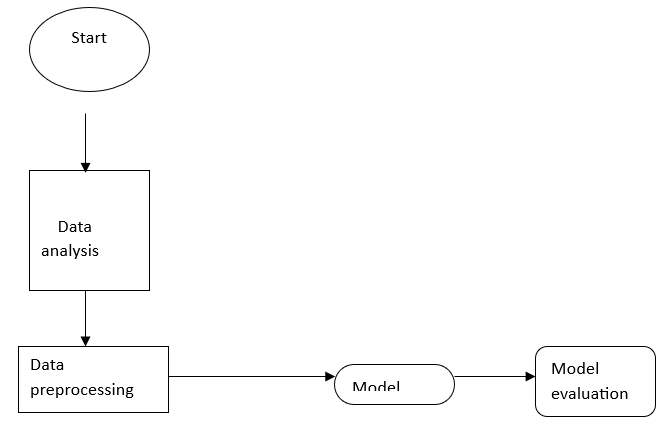 Start
Data
analysis
Data
preprocessing
Model
Model
evaluation